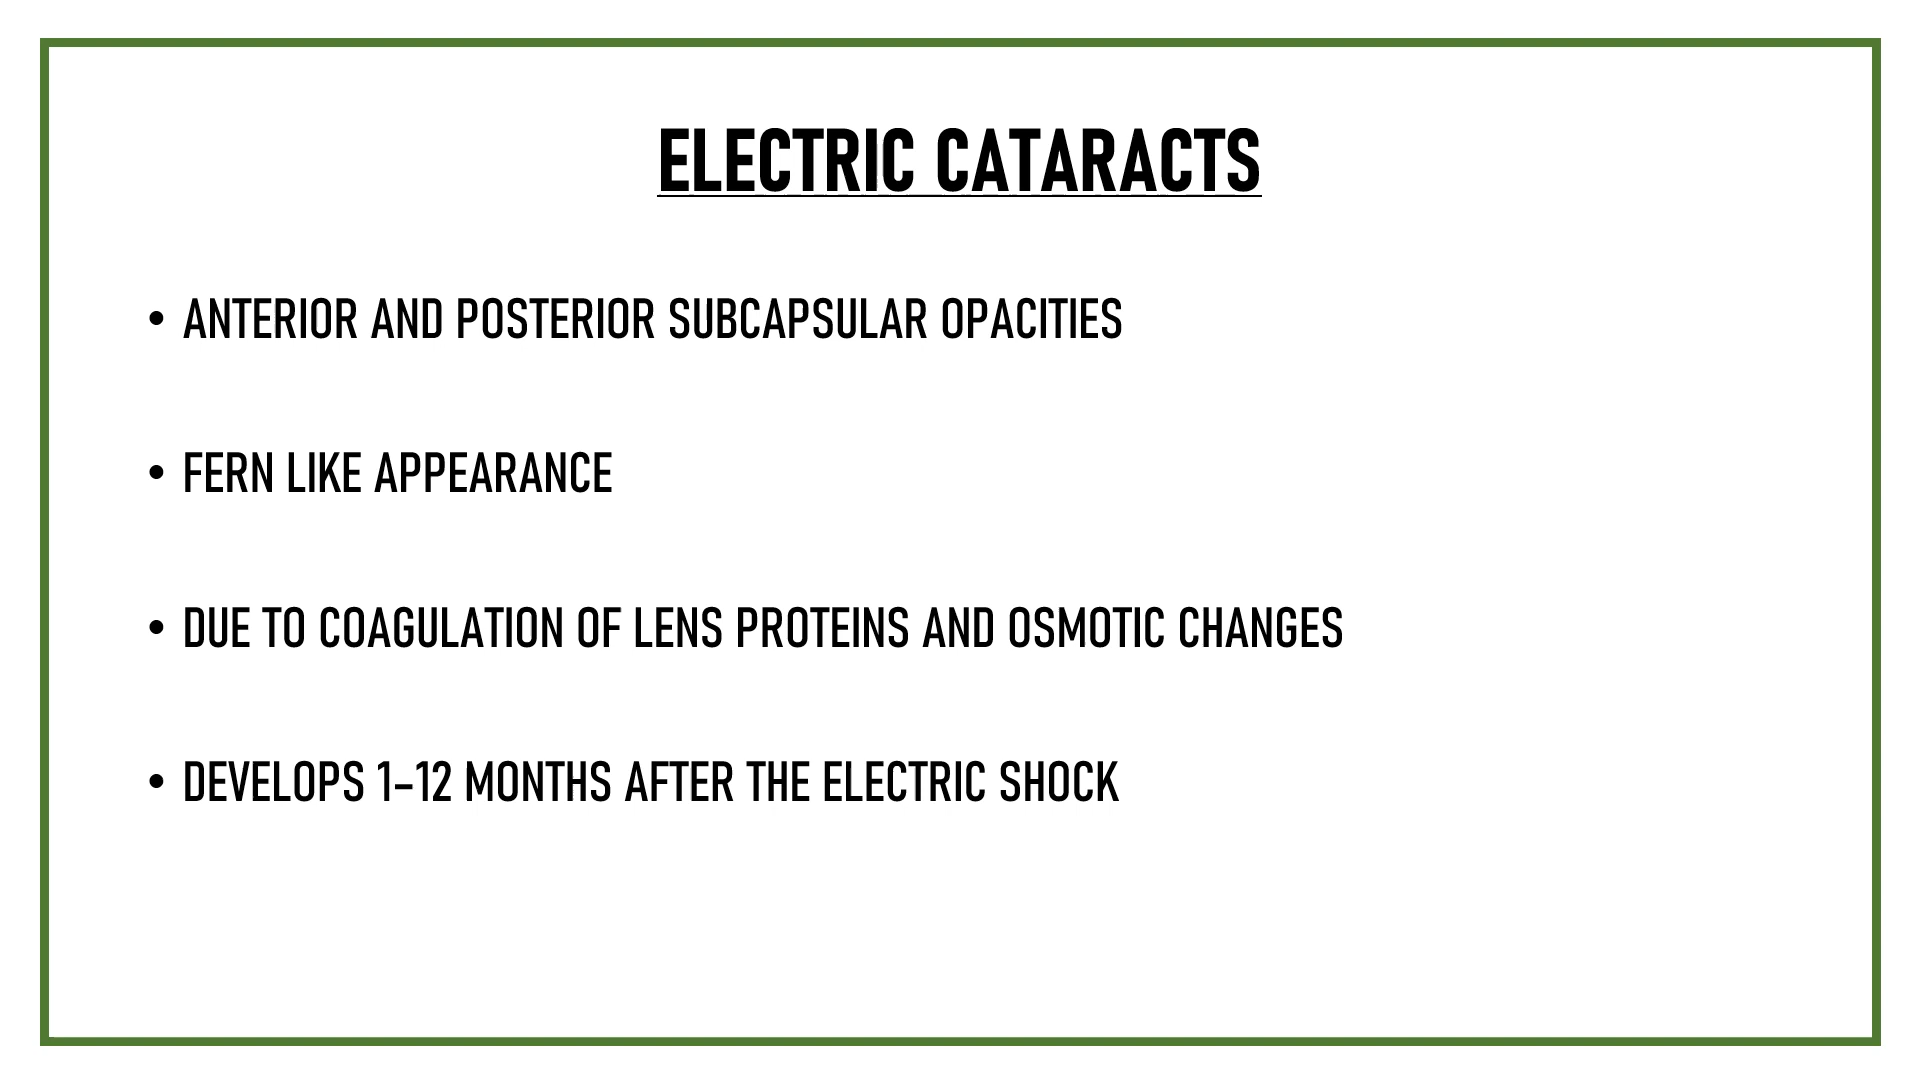 ELECTRIC CATARACTS
• ANTERIOR AND POSTERIOR SUBCAPSULAR OPACITIES
• FERN LIKE APPEARANCE
• DUE TO COAGULATION OF LENS PROTEINS AND OSMOTIC CHANGES
• DEVELOPS 1-12 MONTHS AFTER THE ELECTRIC SHOCK